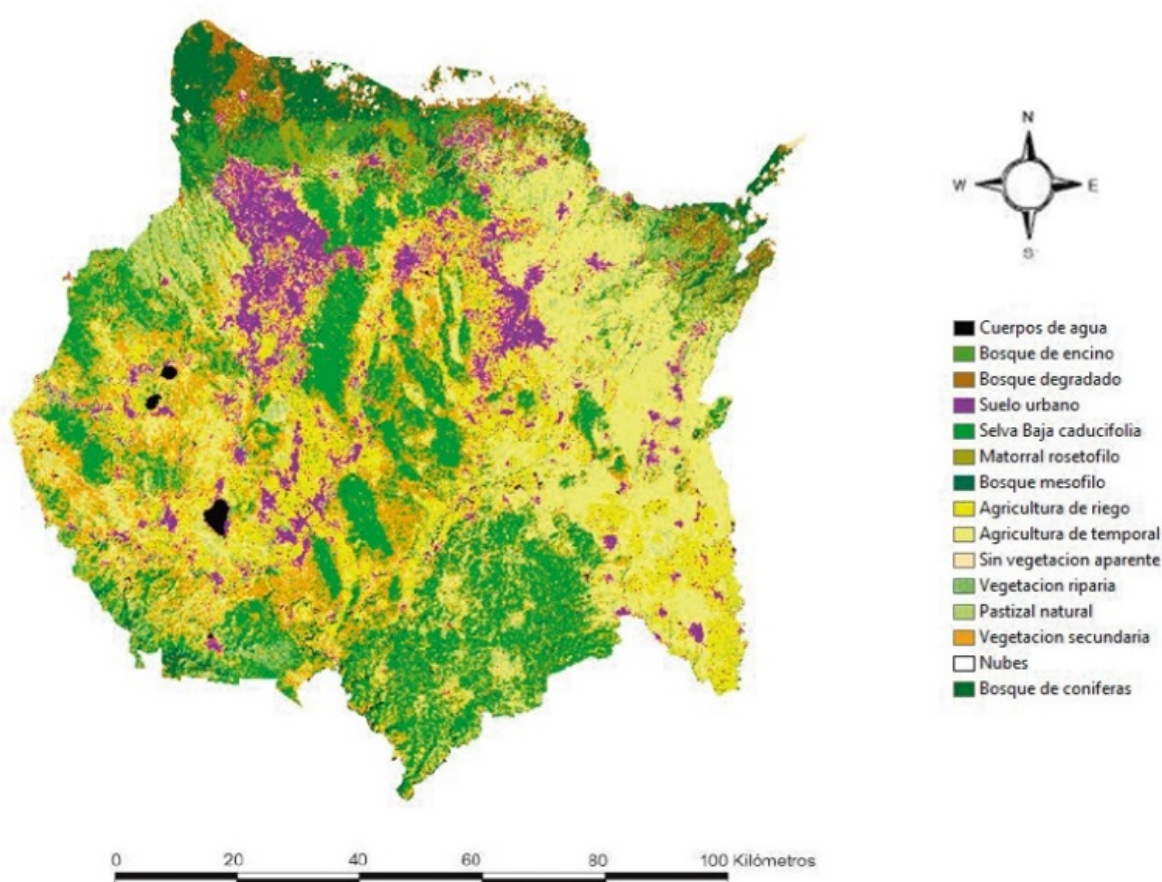 N
W E
S
Cuerpos de agua
Bosque de encino
Bosque degradado
Suelo urbano
Selva Baja caducifolia
Matorral rosetofilo
Bosque mesofilo
Agricultura de riego
Agricultura de temporal
Sin vegetacion aparente
Vegetacion riparia
Pastizal natural
Vegetacion secundaria
Nubes
Bosque de coniferas
0 20 40 60 80 100 Kilómetros